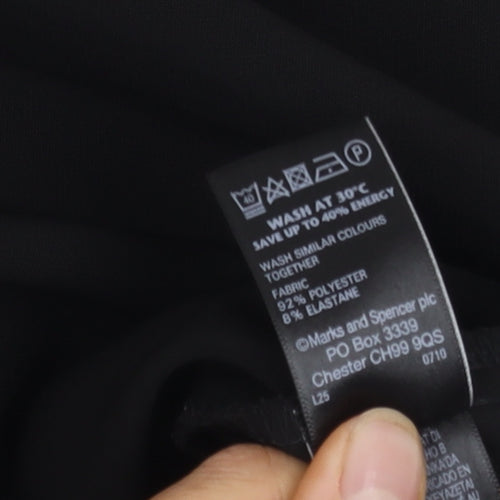 40 P
WASH AT 30°C
SAVE UP TO 40% ENERGY
WASH SIMILAR COLOURS
TOGETHER
FABRIC
92% POLYESTER
8% ELASTANE
©Marks and Spencer plc
PO Box 3339
Chester CH99 9QS
L25 0710